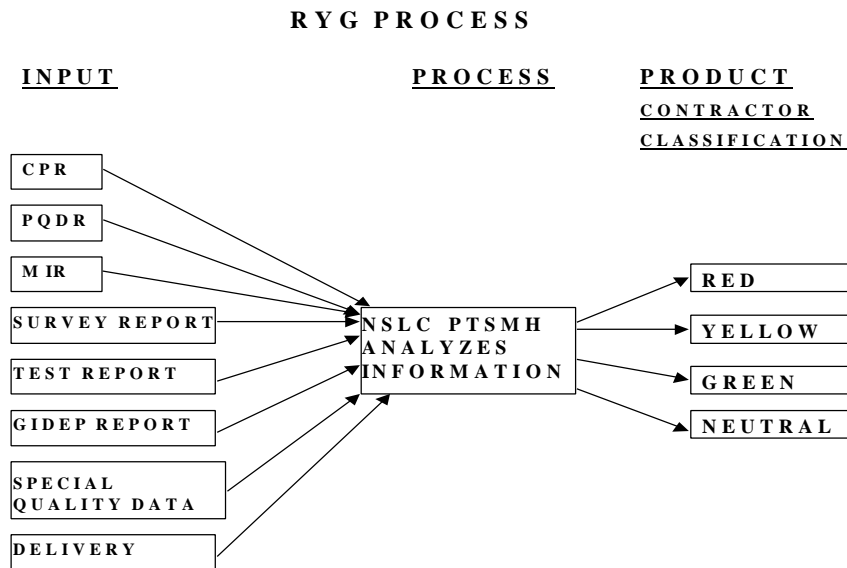 RYG PROCESS
INPUT
PROCESS
PRODUCT
CONTRACTOR
CLASSIFICATION
CPR
PQDR
MIR
SURVEY REPORT
TEST REPORT
GIDEP REPORT
SPECIAL
QUALITY DATA
DELIVERY
NSLC PTSMH
ANALYZES
INFORMATION
RED
YELLOW
GREEN
NEUTRAL